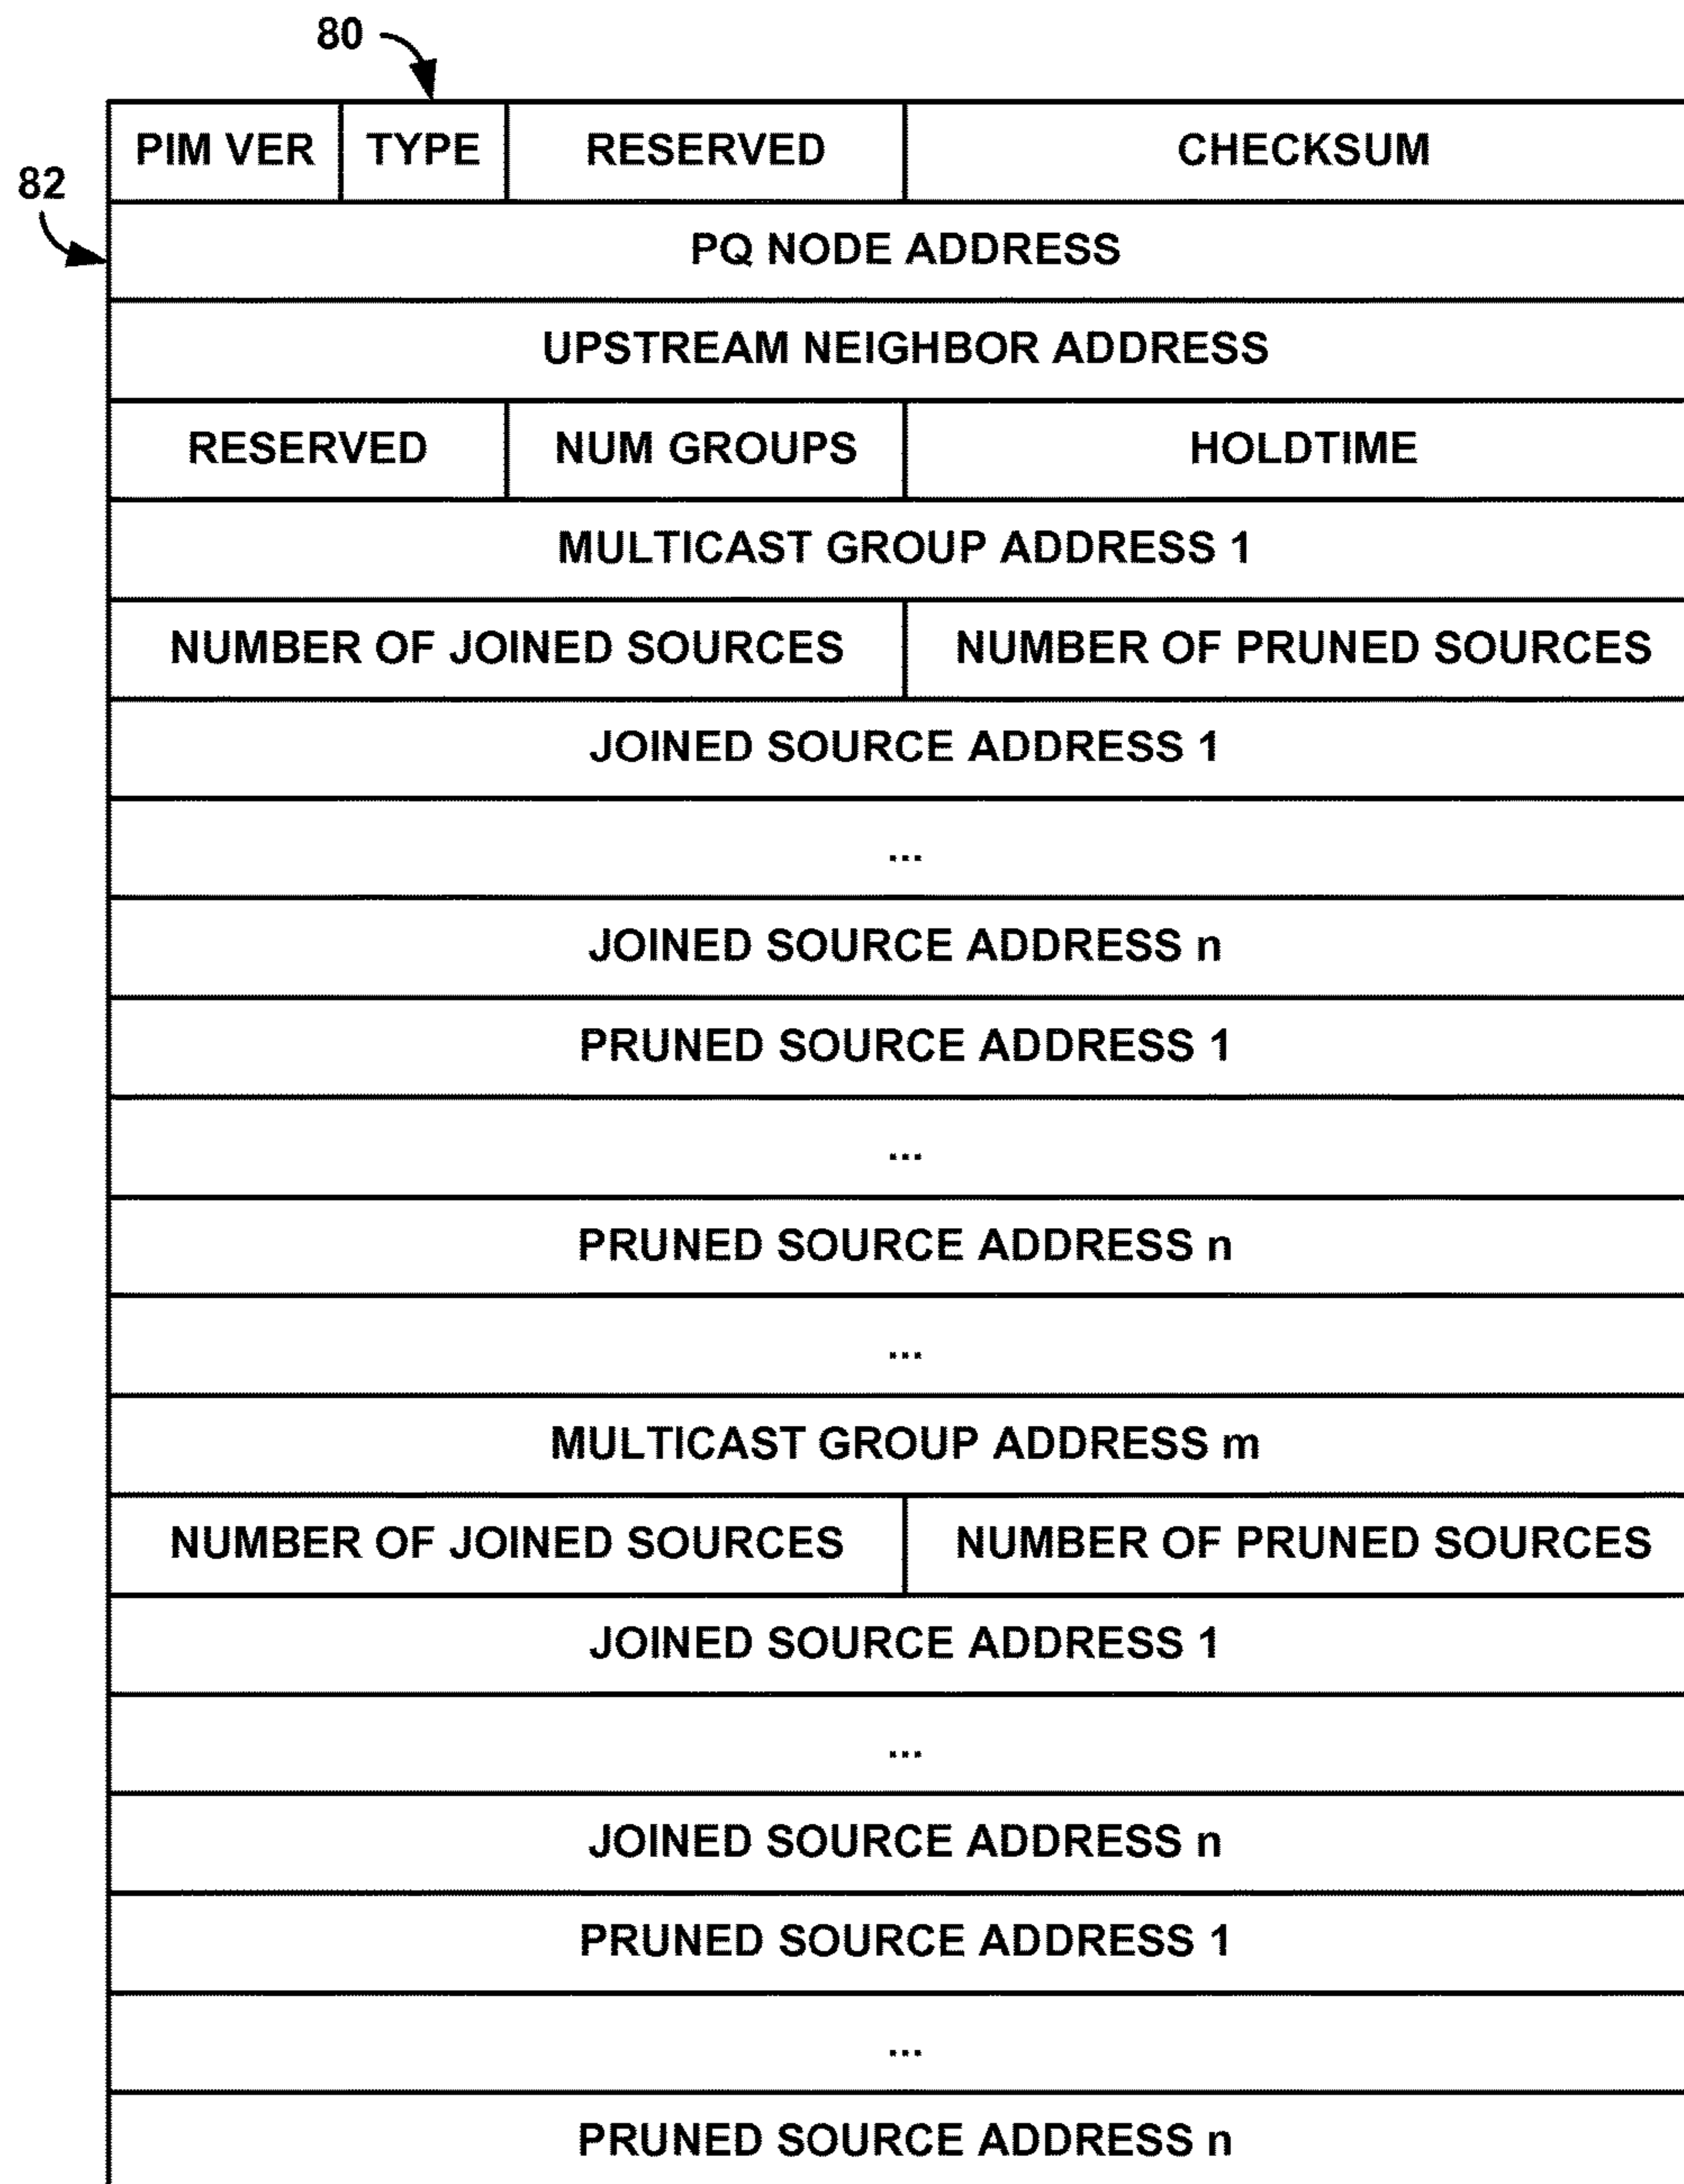 80
PIM VER TYPE RESERVED CHECKSUM
82
PQ NODE ADDRESS
UPSTREAM NEIGHBOR ADDRESS
RESERVED NUM GROUPS HOLDTIME
MULTICAST GROUP ADDRESS 1
NUMBER OF JOINED SOURCES NUMBER OF PRUNED SOURCES
JOINED SOURCE ADDRESS 1
...
JOINED SOURCE ADDRESS n
PRUNED SOURCE ADDRESS 1
...
PRUNED SOURCE ADDRESS n
...
MULTICAST GROUP ADDRESS m
NUMBER OF JOINED SOURCES NUMBER OF PRUNED SOURCES
JOINED SOURCE ADDRESS 1
...
JOINED SOURCE ADDRESS n
PRUNED SOURCE ADDRESS 1
...
PRUNED SOURCE ADDRESS n